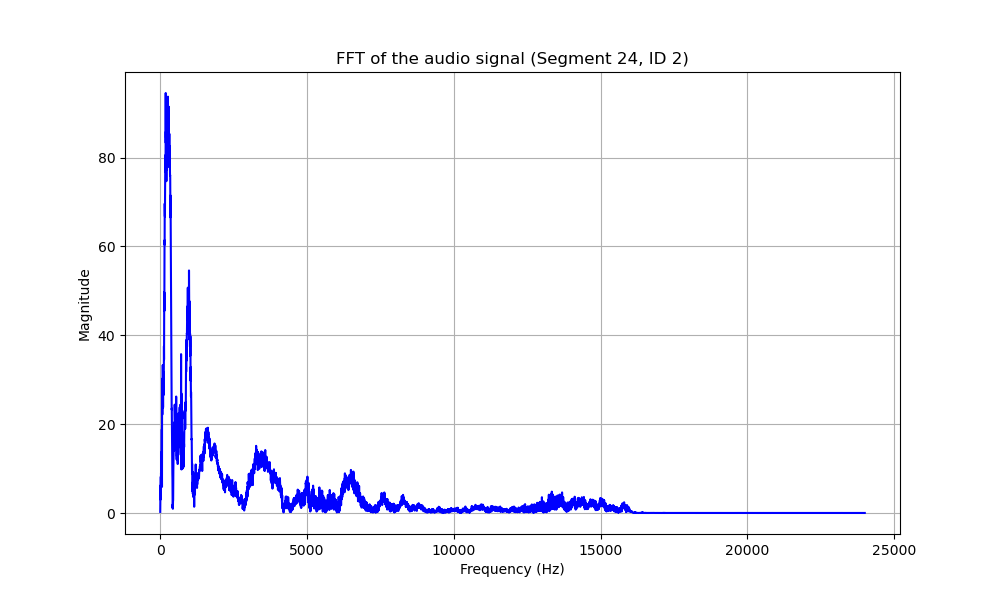 FFT of the audio signal (Segment 24, ID 2)
Magnitude
80
60
40
20
0
0 5000 10000 15000 20000 25000
Frequency (Hz)